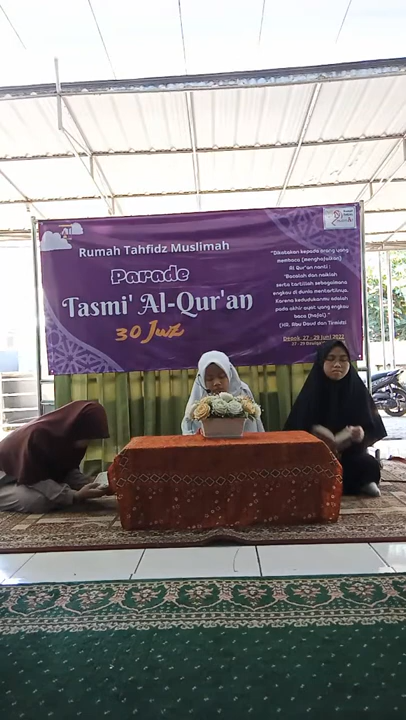 Rumah Tahfidz Muslimah
Parade
Tasmi' Al-Qur'an
30 Juz
"Dikatakan kepada orang yang
membaca (menghafalkan)
Al Qur'an nanti :
'Bacalah dan naiklah
serta tartillah sebagaimana
engkau di dunia mentartilnya.
Karena kedudukanmu adalah
pada akhir ayat yang engkau
baca (hafal)."
(HR. Abu Daud dan Tirmidzi)
Depok, 27 - 29 Juni 2022